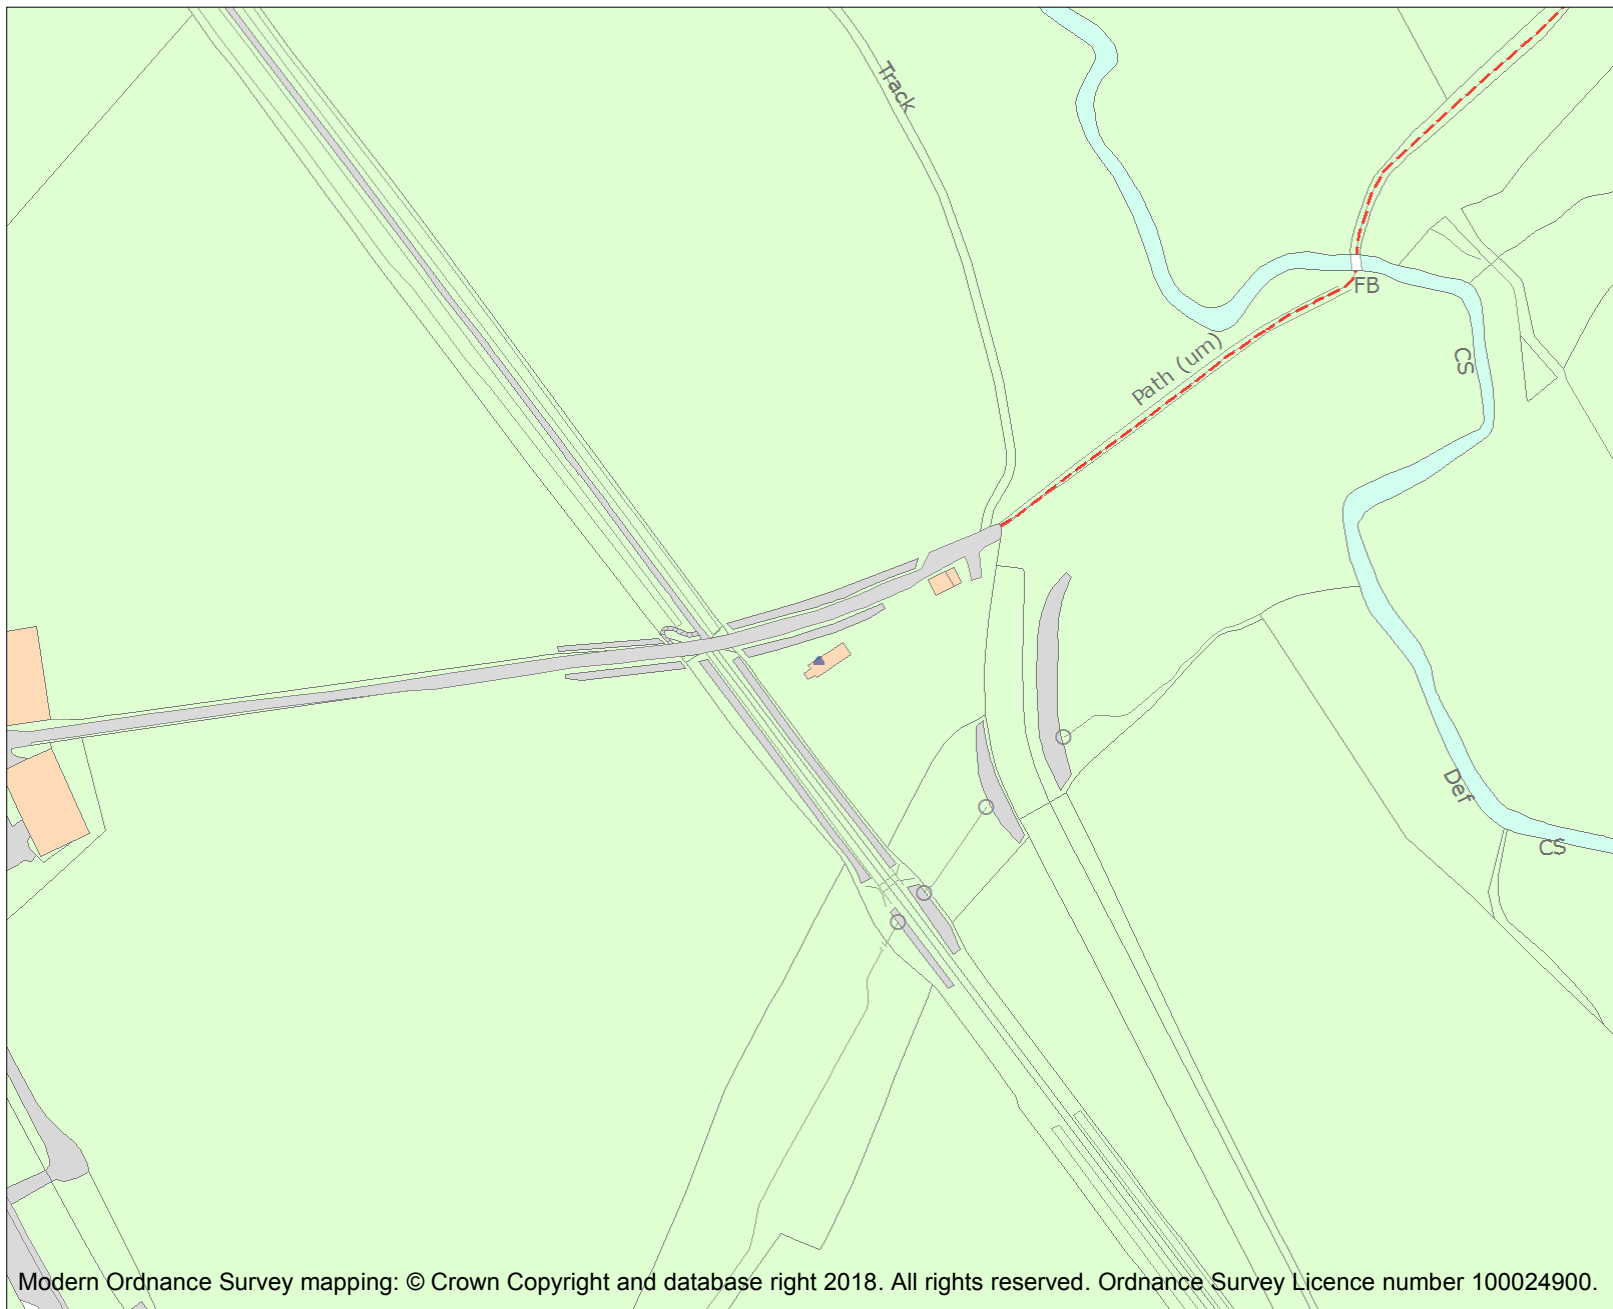 Track
FB
Path (um)
CS
Def
CS
Modern Ordnance Survey mapping: © Crown Copyright and database right 2018. All rights reserved. Ordnance Survey Licence number 100024900.